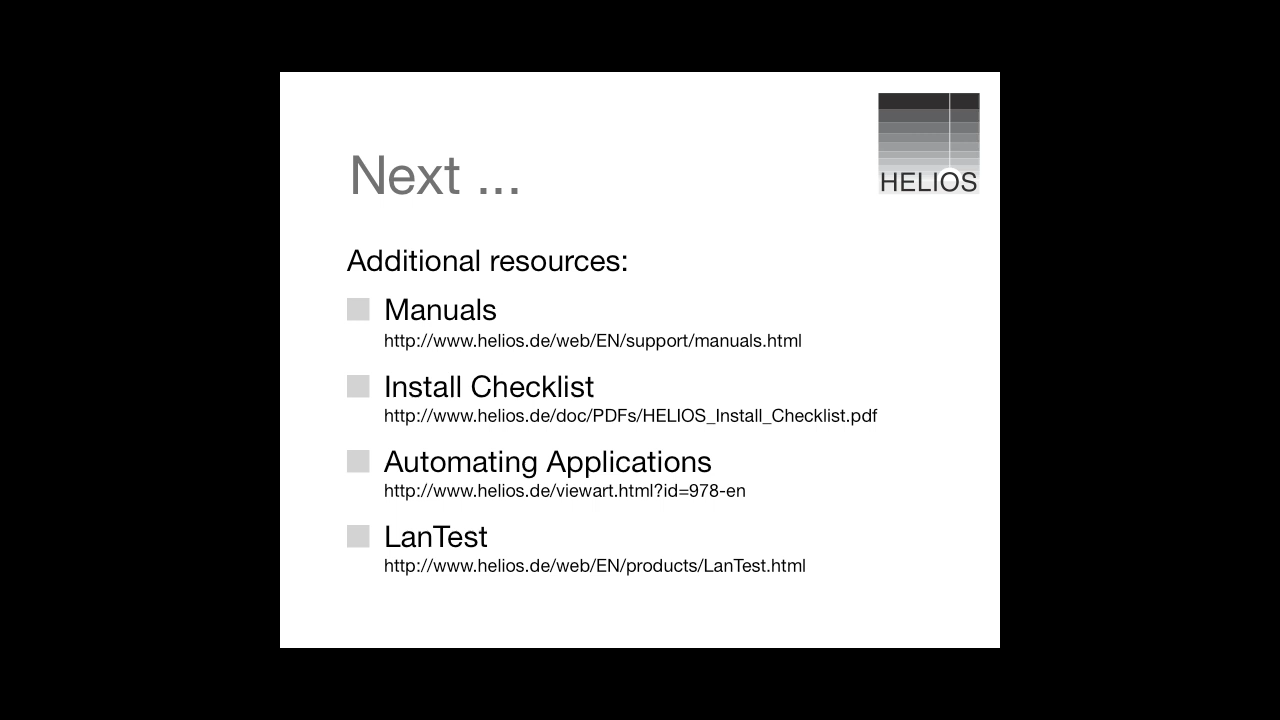 HELIOS
Next ...
Additional resources:
Manuals
http://www.helios.de/web/EN/support/manuals.html
Install Checklist
http://www.helios.de/doc/PDFs/HELIOS_Install_Checklist.pdf
Automating Applications
http://www.helios.de/viewart.html?id=978-en
LanTest
http://www.helios.de/web/EN/products/LanTest.html